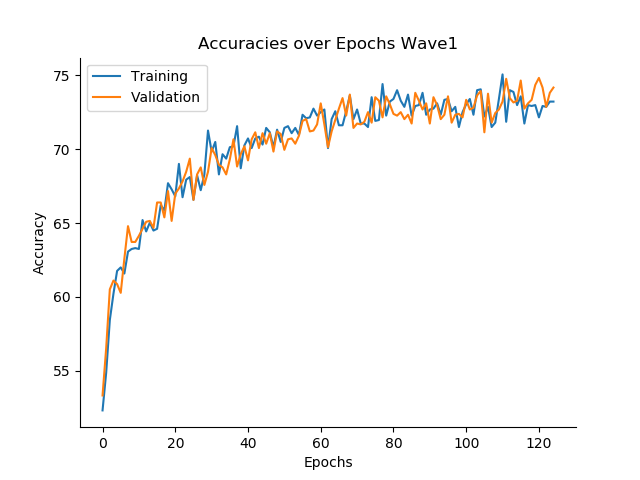 Accuracies over Epochs Wave1
Training
Validation
Accuracy
75
70
65
60
55
0 20 40 60 80 100 120
Epochs